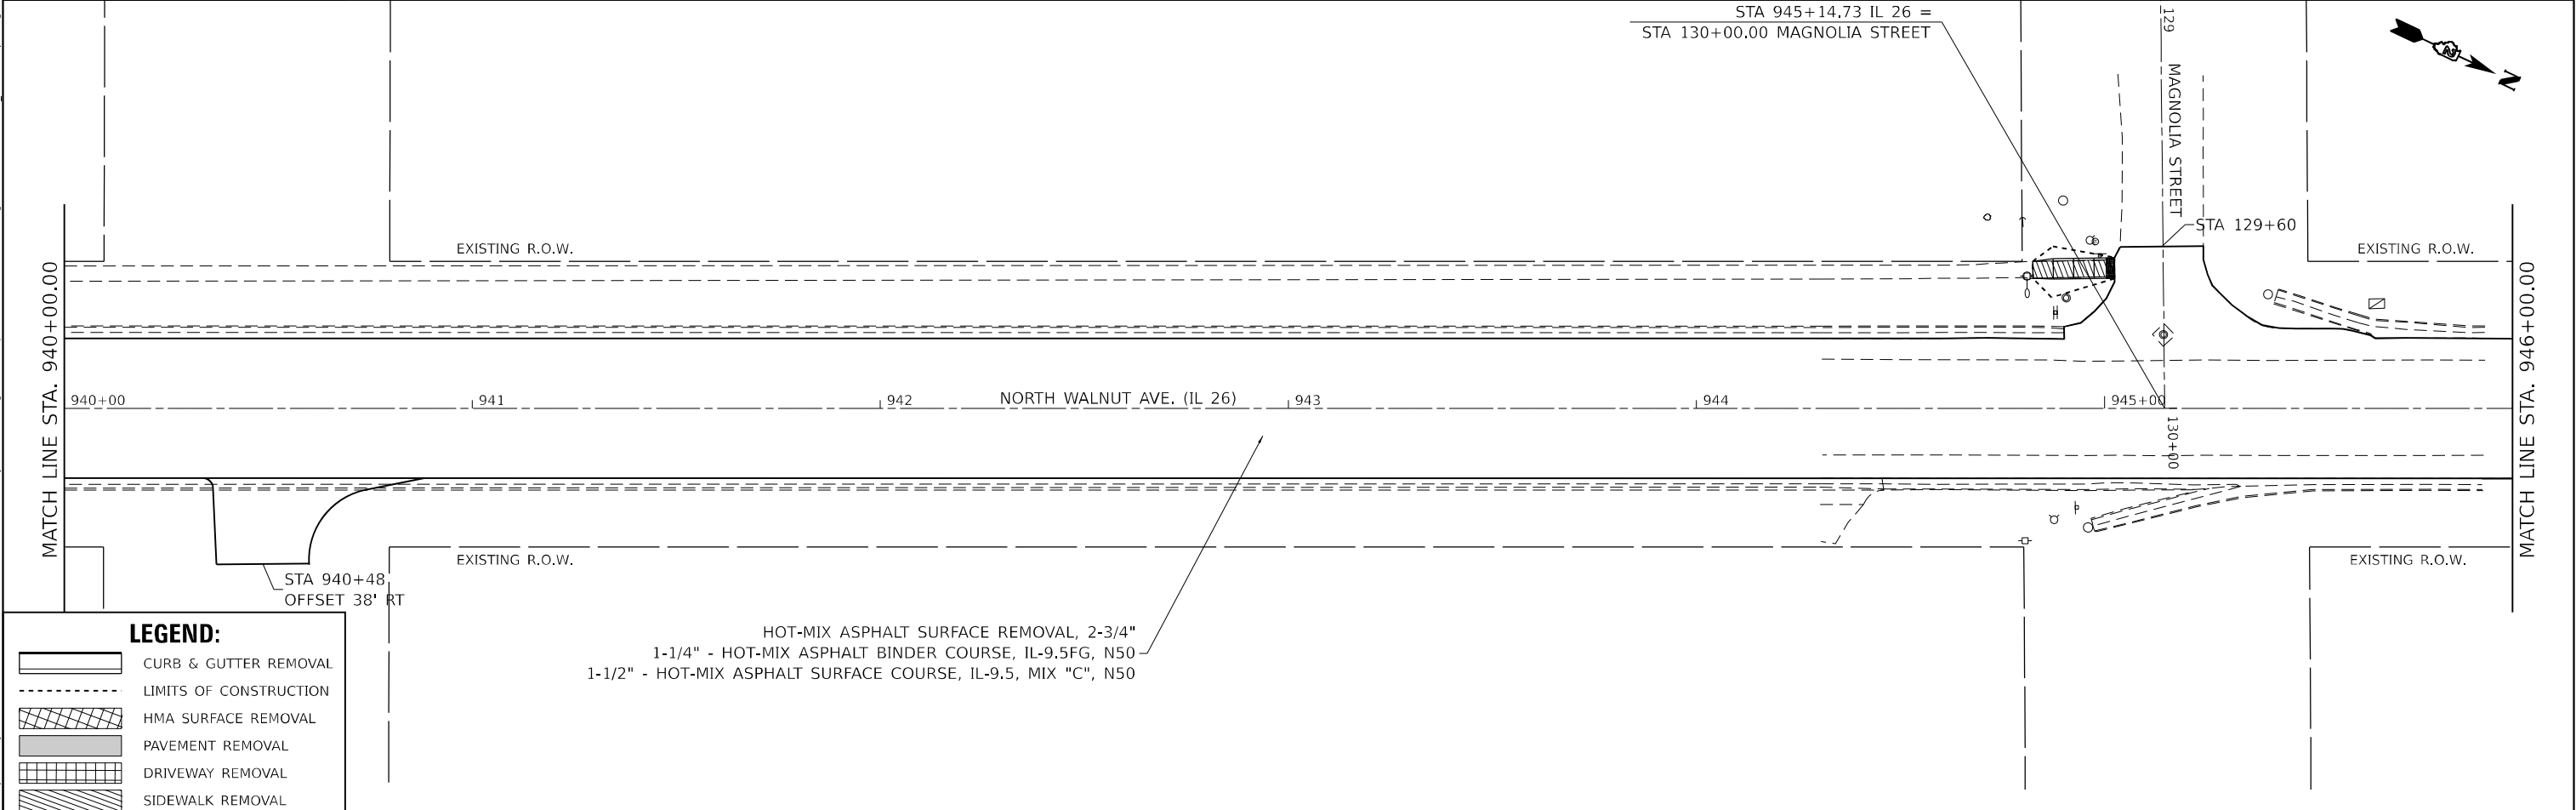 STA 945+14.73 IL 26 =
STA 130+00.00 MAGNOLIA STREET
129
MAGNOLIA STREET
N
STA 129+60
EXISTING R.O.W.
EXISTING R.O.W.
MATCH LINE STA. 940+00.00
MATCH LINE STA. 946+00.00
940+00
941
942
NORTH WALNUT AVE. (IL 26)
943
944
945+00
130+00
EXISTING R.O.W.
EXISTING R.O.W.
STA 940+48
OFFSET 38' RT
HOT-MIX ASPHALT SURFACE REMOVAL, 2-3/4"
1-1/4" - HOT-MIX ASPHALT BINDER COURSE, IL-9.5FG, N50
1-1/2" - HOT-MIX ASPHALT SURFACE COURSE, IL-9.5, MIX "C", N50
LEGEND:
CURB & GUTTER REMOVAL
LIMITS OF CONSTRUCTION
HMA SURFACE REMOVAL
PAVEMENT REMOVAL
DRIVEWAY REMOVAL
SIDEWALK REMOVAL